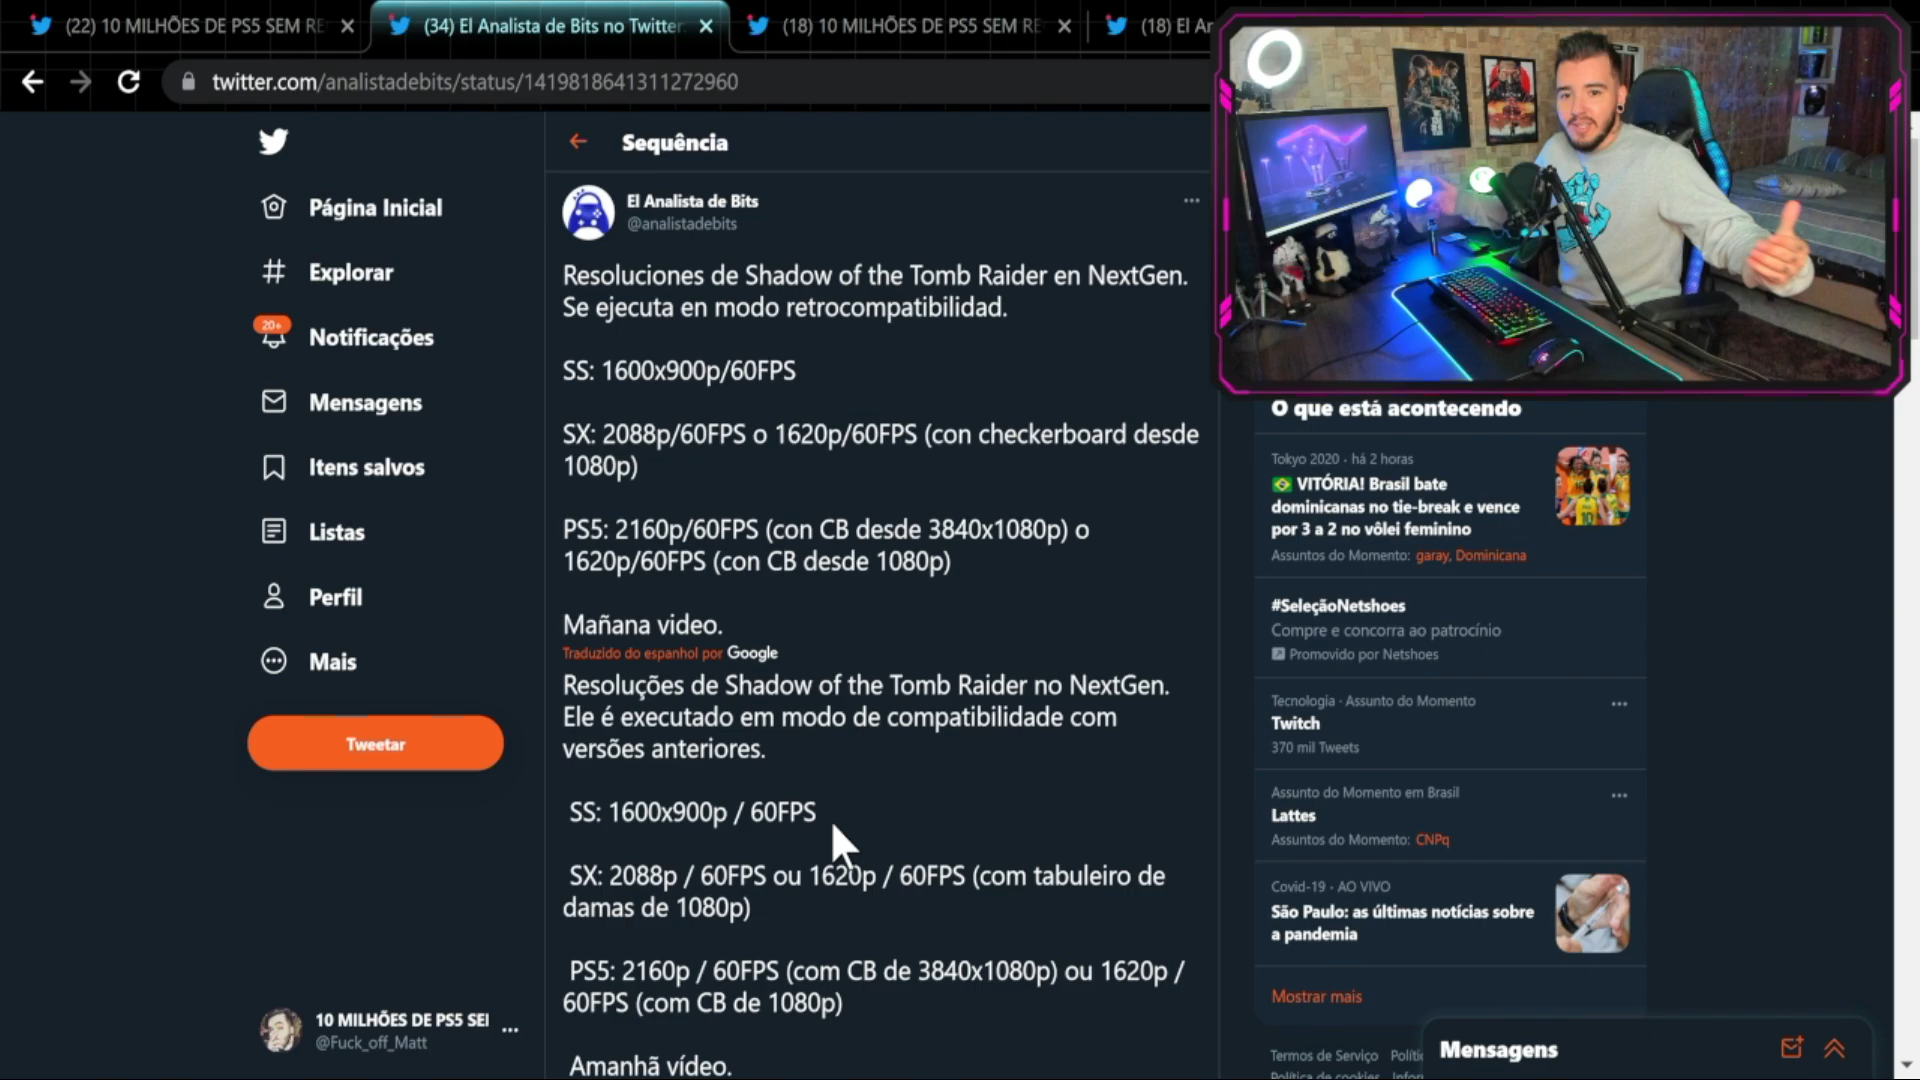 (22) 10 MILHÕES DE PS5 SEM RE
(34) El Analista de Bits no Twitter
(18) 10 MILHÕES DE PS5 SEM RE
(18) El Ar
twitter.com/analistadebits/status/1419818641311272960
Página Inicial
Explorar
20+
Notificações
Mensagens
Itens salvos
Listas
Perfil
Mais
Tweetar
10 MILHÕES DE PS5 SEI
@Fuck_off_Matt
Sequência
El Analista de Bits
@analistadebits
Resoluciones de Shadow of the Tomb Raider en NextGen.
Se ejecuta en modo retrocompatibilidad.
SS: 1600x900p/60FPS
SX: 2088p/60FPS o 1620p/60FPS (con checkerboard desde
1080p)
PS5: 2160p/60FPS (con CB desde 3840x1080p) o
1620p/60FPS (con CB desde 1080p)
Mañana video.
Traduzido do espanhol por Google
Resoluções de Shadow of the Tomb Raider no NextGen.
Ele é executado em modo de compatibilidade com
versões anteriores.
SS: 1600x900p / 60FPS
SX: 2088p / 60FPS ou 1620p / 60FPS (com tabuleiro de
damas de 1080p)
PS5: 2160p / 60FPS (com CB de 3840x1080p) ou 1620p /
60FPS (com CB de 1080p)
Amanhã vídeo.
O que está acontecendo
Tokyo 2020 · há 2 horas
VITÓRIA! Brasil bate
dominicanas no tie-break e vence
por 3 a 2 no vôlei feminino
Assuntos do Momento: garay, Dominicana
#SeleçãoNetshoes
Compre e concorra ao patrocínio
Promovido por Netshoes
Tecnologia · Assunto do Momento
Twitch
370 mil Tweets
Assunto do Momento em Brasil
Lattes
Assuntos do Momento: CNPq
Covid-19 · AO VIVO
São Paulo: as últimas notícias sobre
a pandemia
Mostrar mais
Termos de Serviço
Política de cookies
Mensagens